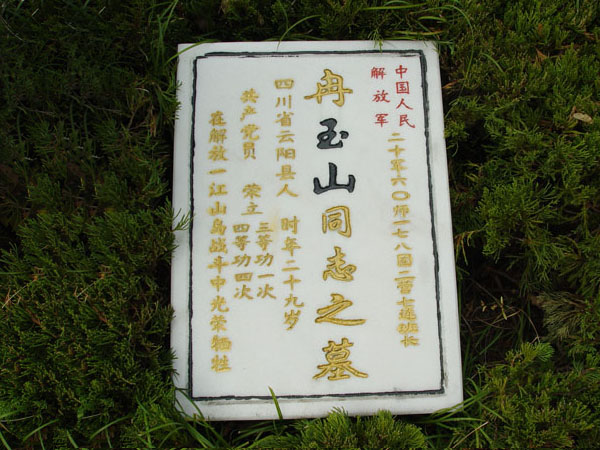 中国人民
解放军
二十军六〇师一七八团二营七连班长
冉玉山同志之墓
四川省云阳县人 时年二十九岁
共产党员 荣立
三等功一次
四等功四次
在解放一江山岛战斗中光荣牺牲